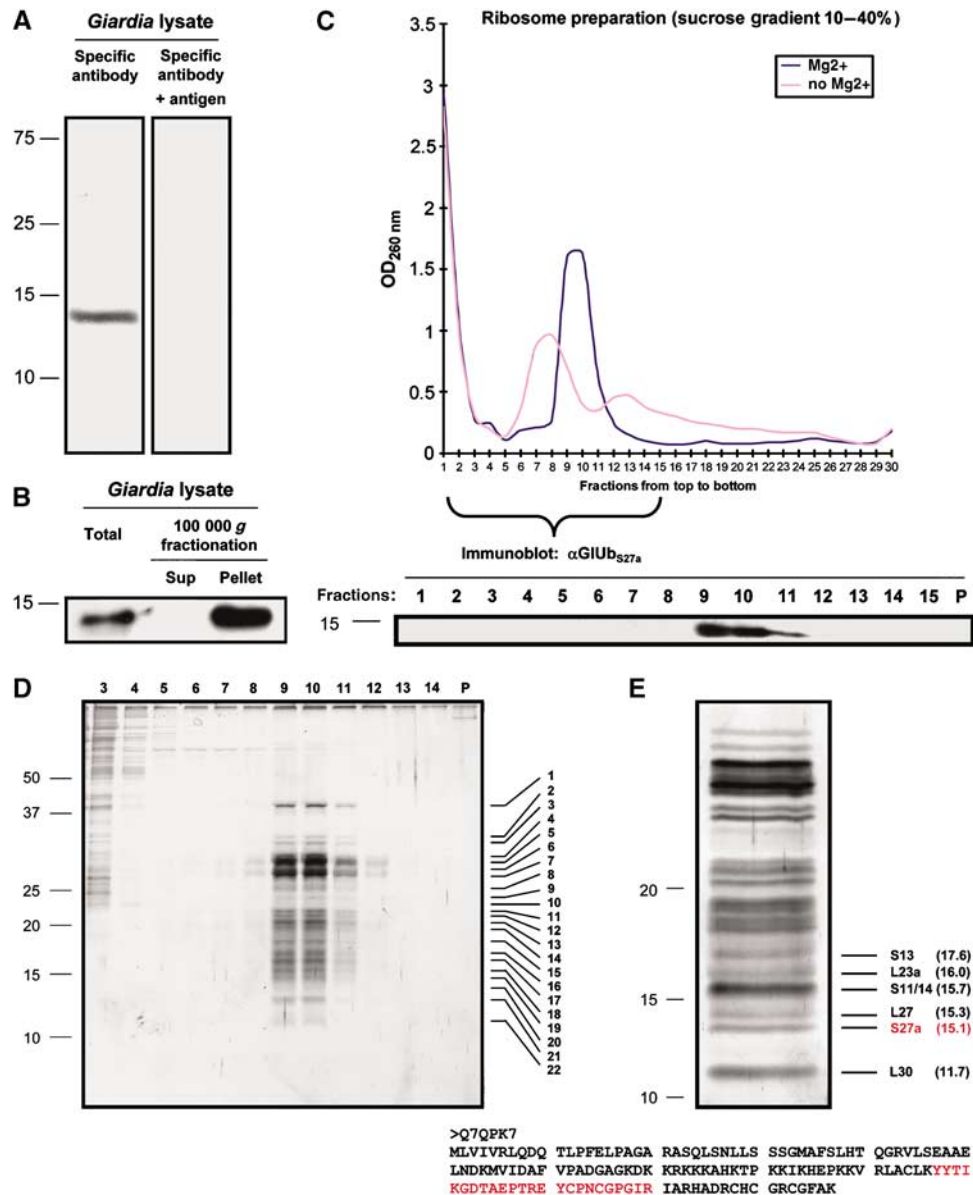 A
Giardia lysate
Specific antibody
Specific antibody + antigen
75
25
15
10
B
Giardia lysate
Total
100 000 g fractionation
Sup
Pellet
15
C
Ribosome preparation (sucrose gradient 10–40%)
Mg2+
no Mg2+
OD260 nm
3.5
3
2.5
2
1.5
1
0.5
0
1 2 3 4 5 6 7 8 9 10 11 12 13 14 15 16 17 18 19 20 21 22 23 24 25 26 27 28 29 30
Fractions from top to bottom
Immunoblot: αGlUbS27a
Fractions: 1 2 3 4 5 6 7 8 9 10 11 12 13 14 15 P
15
D
3 4 5 6 7 8 9 10 11 12 13 14 P
50
37
25
20
15
10
1
2
3
4
5
6
7
8
9
10
11
12
13
14
15
16
17
18
19
20
21
22
E
20
15
10
S13 (17.6)
L23a (16.0)
S11/14 (15.7)
L27 (15.3)
S27a (15.1)
L30 (11.7)
>Q7QPK7
MLVIVRLQDQ TLPFELPAGA RASQLSNLLS SSGMAFSLHT QGRVLSEAAE
LNDKMVIDAF VPADGAGKDK KRKKKAHKTP KKIKHEPKKV RLACLKYYTI
KGDTAEPTRE YCPNCGPGIR IARHADRCHC GRCGFAK